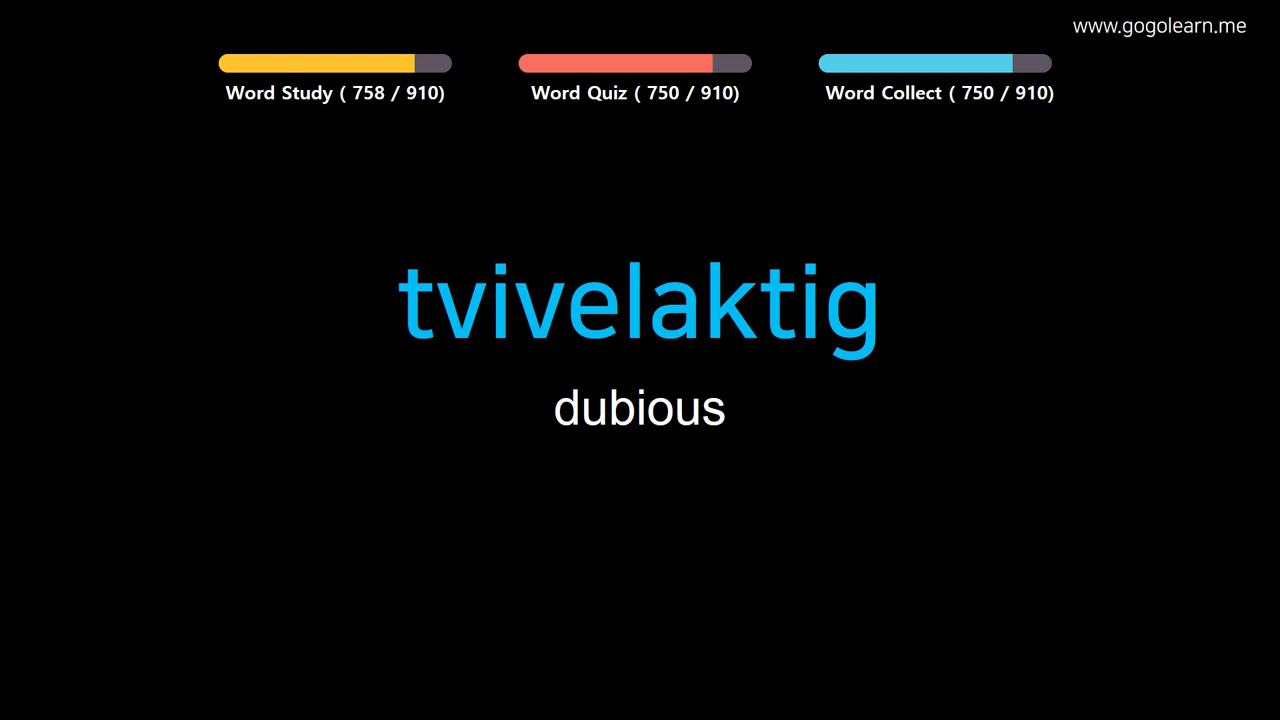 www.gogolearn.me
Word Study ( 758 / 910)
Word Quiz ( 750 / 910)
Word Collect ( 750 / 910)
tvivelaktig
dubious